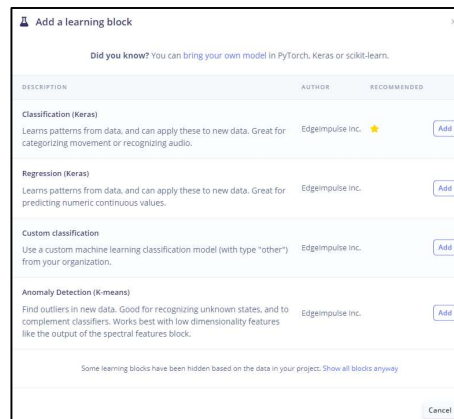 Add a learning block
Did you know? You can bring your own model in PyTorch, Keras or scikit-learn.
DESCRIPTION AUTHOR RECOMMENDED
Classification (Keras)
Learns patterns from data, and can apply these to new data. Great for
categorizing movement or recognizing audio.
EdgeImpulse Inc. Add
Regression (Keras)
Learns patterns from data, and can apply these to new data. Great for
predicting numeric continuous values.
EdgeImpulse Inc. Add
Custom classification
Use a custom machine learning classification model (with type "other")
from your organization.
EdgeImpulse Inc. Add
Anomaly Detection (K-means)
Find outliers in new data. Good for recognizing unknown states, and to
complement classifiers. Works best with low dimensionality features
like the output of the spectral features block.
EdgeImpulse Inc. Add
Some learning blocks have been hidden based on the data in your project. Show all blocks anyway
Cancel